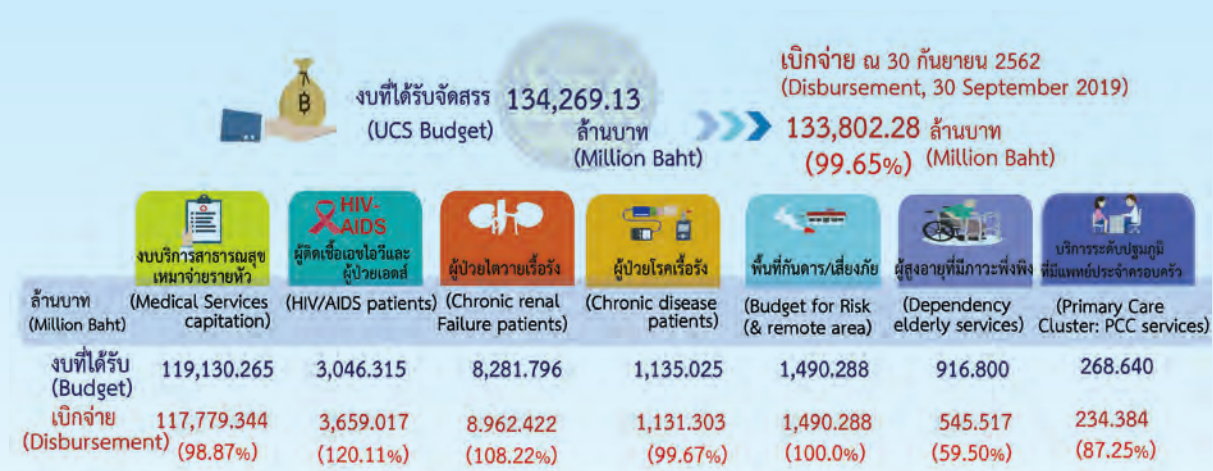 งบที่ได้รับจัดสรร 134,269.13
(UCS Budget) ล้านบาท
(Million Baht)
เบิกจ่าย ณ 30 กันยายน 2562
(Disbursement, 30 September 2019)
133,802.28 ล้านบาท
(99.65%) (Million Baht)
งบบริการสาธารณสุข
เหมาจ่ายรายหัว
HIV-
AIDS
ผู้ติดเชื้อเอชไอวีและ
ผู้ป่วยเอดส์
ผู้ป่วยไตวายเรื้อรัง
ผู้ป่วยโรคเรื้อรัง
พื้นที่กันดาร/เสี่ยงภัย
ผู้สูงอายุที่มีภาวะพึ่งพิง
บริการระดับปฐมภูมิ
ที่มีแพทย์ประจำครอบครัว
ล้านบาท
(Million Baht)
(Medical Services
capitation)
(HIV/AIDS patients)
(Chronic renal
Failure patients)
(Chronic disease
patients)
(Budget for Risk
(& remote area)
(Dependency
elderly services)
(Primary Care
Cluster: PCC services)
งบที่ได้รับ
(Budget)
119,130.265 3,046.315 8,281.796 1,135.025 1,490.288 916.800 268.640
เบิกจ่าย
(Disbursement)
117,779.344 3,659.017 8.962.422 1,131.303 1,490.288 545.517 234.384
(98.87%) (120.11%) (108.22%) (99.67%) (100.0%) (59.50%) (87.25%)